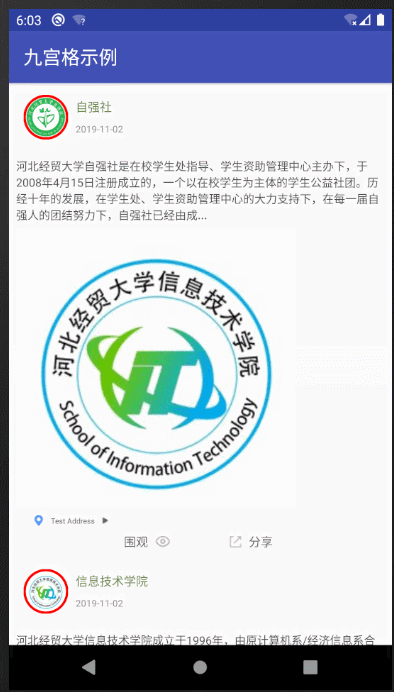 6:03
九宫格示例
自强社
2019-11-02
河北经贸大学自强社是在校学生处指导、学生资助管理中心主办下，于
2008年4月15日注册成立的，一个以在校学生为主体的学生公益社团。历
经十年的发展，在学生处、学生资助管理中心的大力支持下，在每一届自
强人的团结努力下，自强社已经由成...
河北经贸大学信息技术学院
School of Information Technology
Test Address
围观
分享
信息技术学院
2019-11-02
河北经贸大学信息技术学院成立于1996年，由原计算机系/经济信息系合